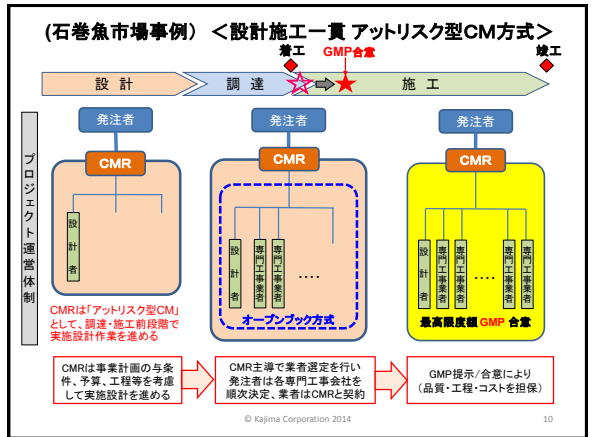 (石巻魚市場事例) ＜設計施工一貫 アットリスク型CM方式＞
着工
GMP合意
竣工
設 計
調 達
施 工
プロジェクト運営体制
発注者
CMR
設計者
CMRは「アットリスク型CM」
として、調達・施工前段階で
実施設計作業を進める
発注者
CMR
設計者
専門工事業者
専門工事業者
専門工事業者
‥‥
オープンブック方式
発注者
CMR
設計者
専門工事業者
専門工事業者
‥‥
専門工事業者
専門工事業者
最高限度額 GMP 合意
CMRは事業計画の与条
件、予算、工程等を考慮
して実施設計を進める
CMR主導で業者選定を行い
発注者は各専門工事会社を
順次決定、業者はCMRと契約
GMP提示/合意により
(品質・工程・コストを担保)
© Kajima Corporation 2014
10